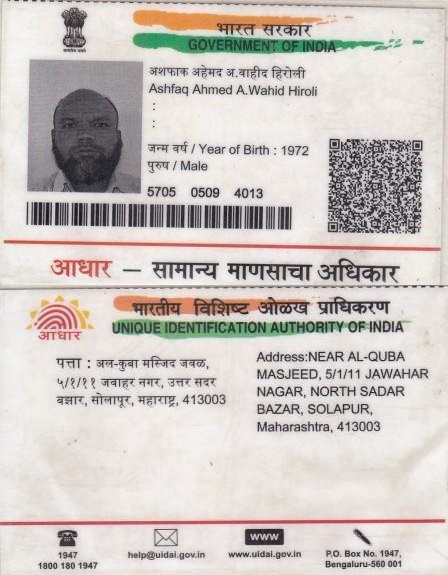 भारत सरकार
GOVERNMENT OF INDIA
अशफाक अहेमद अ.वाहीद हिरोली
Ashfaq Ahmed A.Wahid Hiroli
:
:
जन्म वर्ष / Year of Birth : 1972
पुरुष / Male
5705 0509 4013
आधार – सामान्य माणसाचा अधिकार
आधार
भारतीय विशिष्ट ओळख प्राधिकरण
UNIQUE IDENTIFICATION AUTHORITY OF INDIA
पत्ता : अल-कुबा मस्जिद जवळ,
५/१/११ जवाहर नगर, उत्तर सदर
बझार, सोलापूर, महाराष्ट्र, 413003
Address:NEAR AL-QUBA
MASJEED, 5/1/11 JAWAHAR
NAGAR, NORTH SADAR
BAZAR, SOLAPUR,
Maharashtra, 413003
1947
1800 180 1947
help@uidai.gov.in
WWW
www.uidai.gov.in
P.O. Box No. 1947,
Bengaluru-560 001